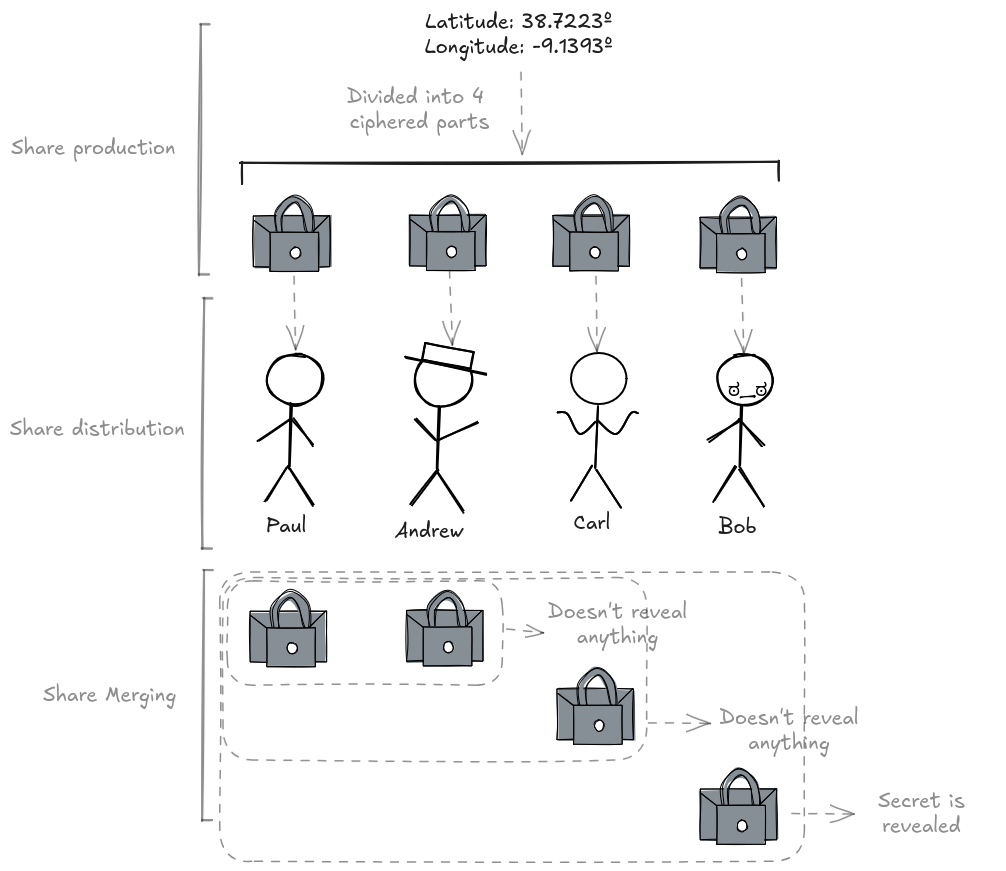 Latitude: 38.7223º
Longitude: -9.1393º
Divided into 4
ciphered parts
Share production
Share distribution
Paul
Andrew
Carl
Bob
Share Merging
Doesn't reveal
anything
Doesn't reveal
anything
Secret is
revealed